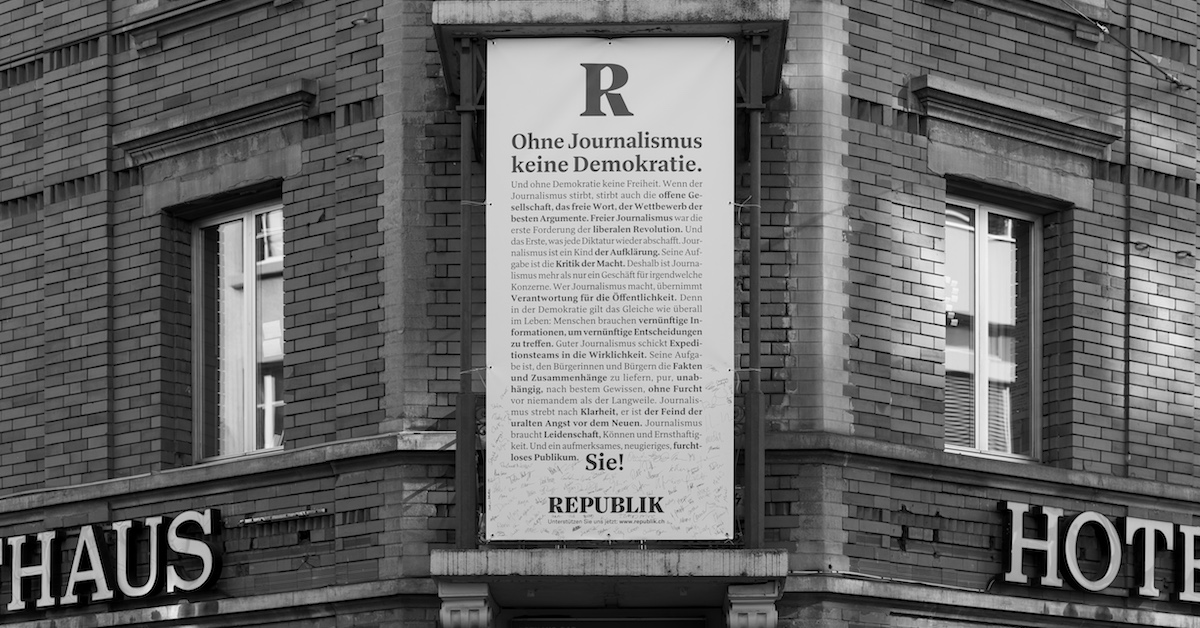 R
Ohne Journalismus
keine Demokratie.
Und ohne Demokratie keine Freiheit. Wenn der
Journalismus stirbt, stirbt auch die offene Ge-
sellschaft, das freie Wort, der Wettbewerb der
besten Argumente. Freier Journalismus war die
erste Forderung der liberalen Revolution. Und
das Erste, was jede Diktatur wieder abschafft. Jour-
nalismus ist ein Kind der Aufklärung. Seine Auf-
gabe ist die Kritik der Macht. Deshalb ist Journa-
lismus mehr als nur ein Geschäft für irgendwelche
Konzerne. Wer Journalismus macht, übernimmt
Verantwortung für die Öffentlichkeit. Denn
in der Demokratie gilt das Gleiche wie überall
im Leben: Menschen brauchen vernünftige In-
formationen, um vernünftige Entscheidungen
zu treffen. Guter Journalismus schickt Expedi-
tionsteams in die Wirklichkeit. Seine Aufga-
be ist, den Bürgerinnen und Bürgern die Fakten
und Zusammenhänge zu liefern, pur, unab-
hängig, nach bestem Gewissen, ohne Furcht
vor niemandem als der Langweile. Journalis-
mus strebt nach Klarheit, er ist der Feind der
uralten Angst vor dem Neuen. Journalismus
braucht Leidenschaft, Können und Ernsthaftig-
keit. Und ein aufmerksames, neugieriges, furcht-
loses Publikum. Sie!
REPUBLIK
Unterstützen Sie uns jetzt: www.republik.ch
THAUS
HOTE